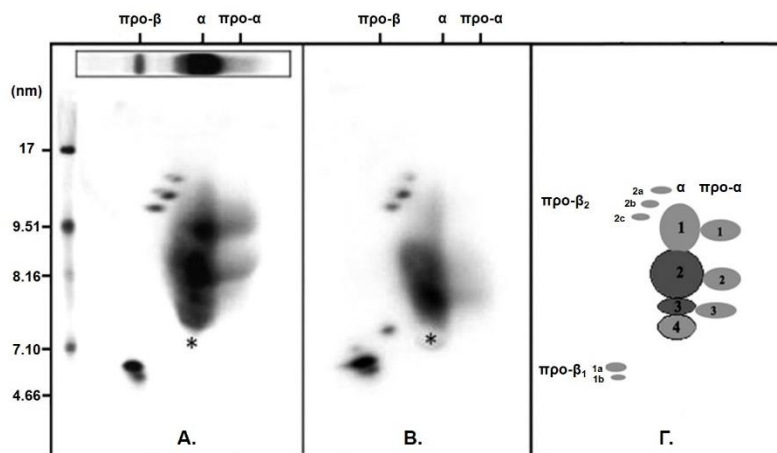 προ-β α προ-α προ-β α προ-α
(nm)
17
9.51
8.16
7.10
4.66
*
*
α προ-α
προ-β₂
2a
2b
2c
1
1
2
2
3
3
4
προ-β₁
1a
1b
Α. Β. Γ.